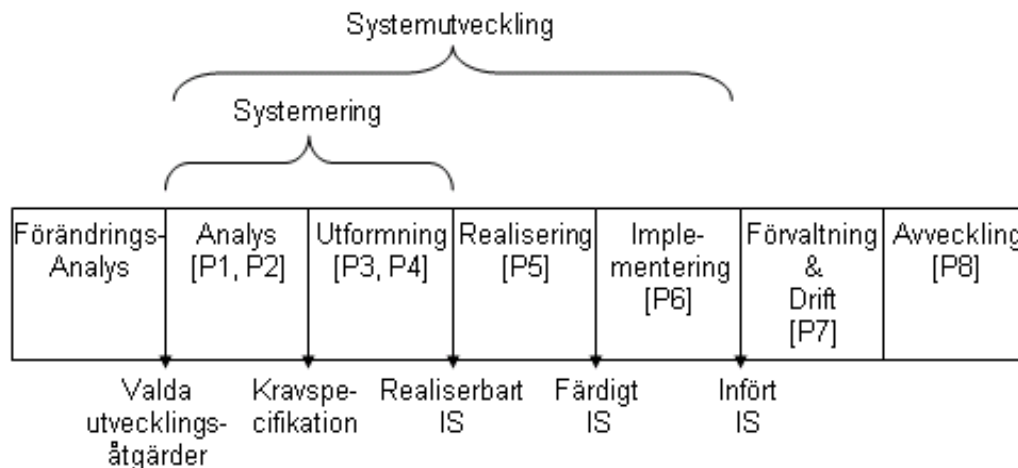 Systemutveckling
Systemering
Förändrings-
Analys
Analys
[P1, P2]
Utformning
[P3, P4]
Realisering
[P5]
Imple-
mentering
[P6]
Förvaltning
&
Drift
[P7]
Avveckling
[P8]
Valda
utvecklings-
åtgärder
Kravspe-
cifikation
Realiserbart
IS
Färdigt
IS
Infört
IS